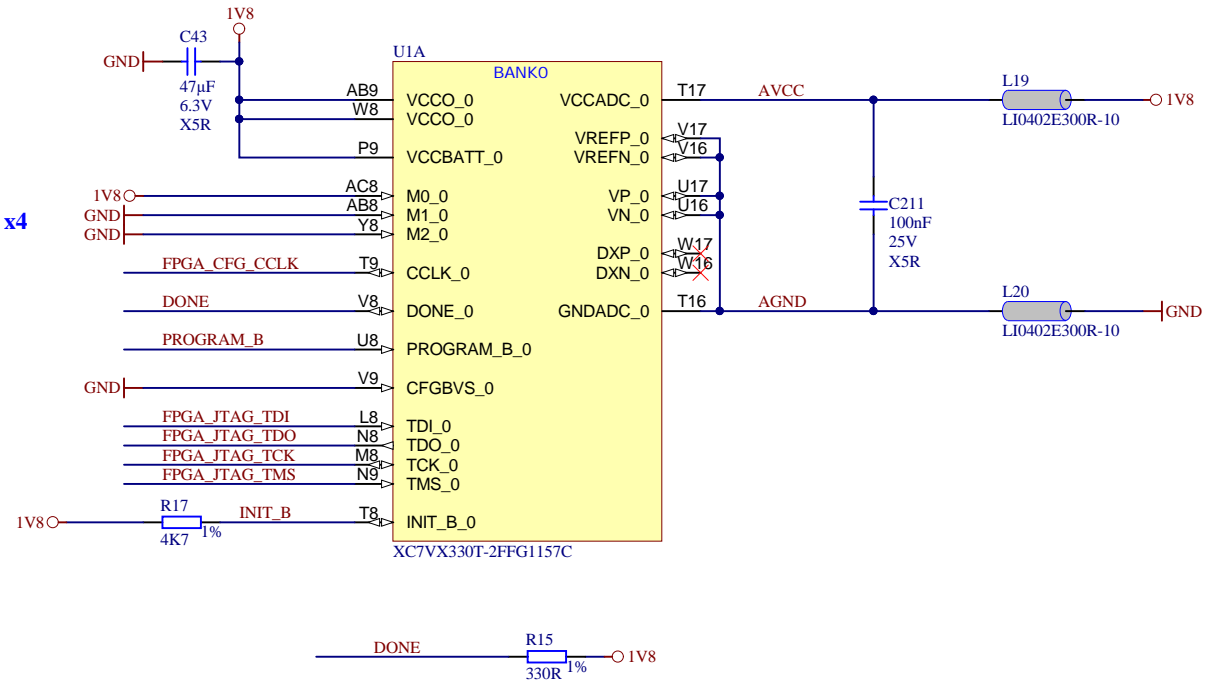 1V8
C43
GND
47µF
6.3V
X5R
U1A
BANK0
AB9
VCCO_0
W8
VCCO_0
P9
VCCBATT_0
1V8
AC8
M0_0
x4
GND
AB8
M1_0
GND
Y8
M2_0
FPGA_CFG_CCLK
T9
CCLK_0
DONE
V8
DONE_0
PROGRAM_B
U8
PROGRAM_B_0
GND
V9
CFGBVS_0
FPGA_JTAG_TDI
L8
TDI_0
FPGA_JTAG_TDO
N8
TDO_0
FPGA_JTAG_TCK
M8
TCK_0
FPGA_JTAG_TMS
N9
TMS_0
1V8
R17
4K7
1%
INIT_B
T8
INIT_B_0
XC7VX330T-2FFG1157C
VCCADC_0
T17
AVCC
L19
LI0402E300R-10
1V8
VREFP_0
V17
VREFN_0
V16
VP_0
U17
VN_0
U16
C211
100nF
25V
X5R
DXP_0
W17
DXN_0
W16
GNDADC_0
T16
AGND
L20
LI0402E300R-10
GND
DONE
R15
330R
1%
1V8